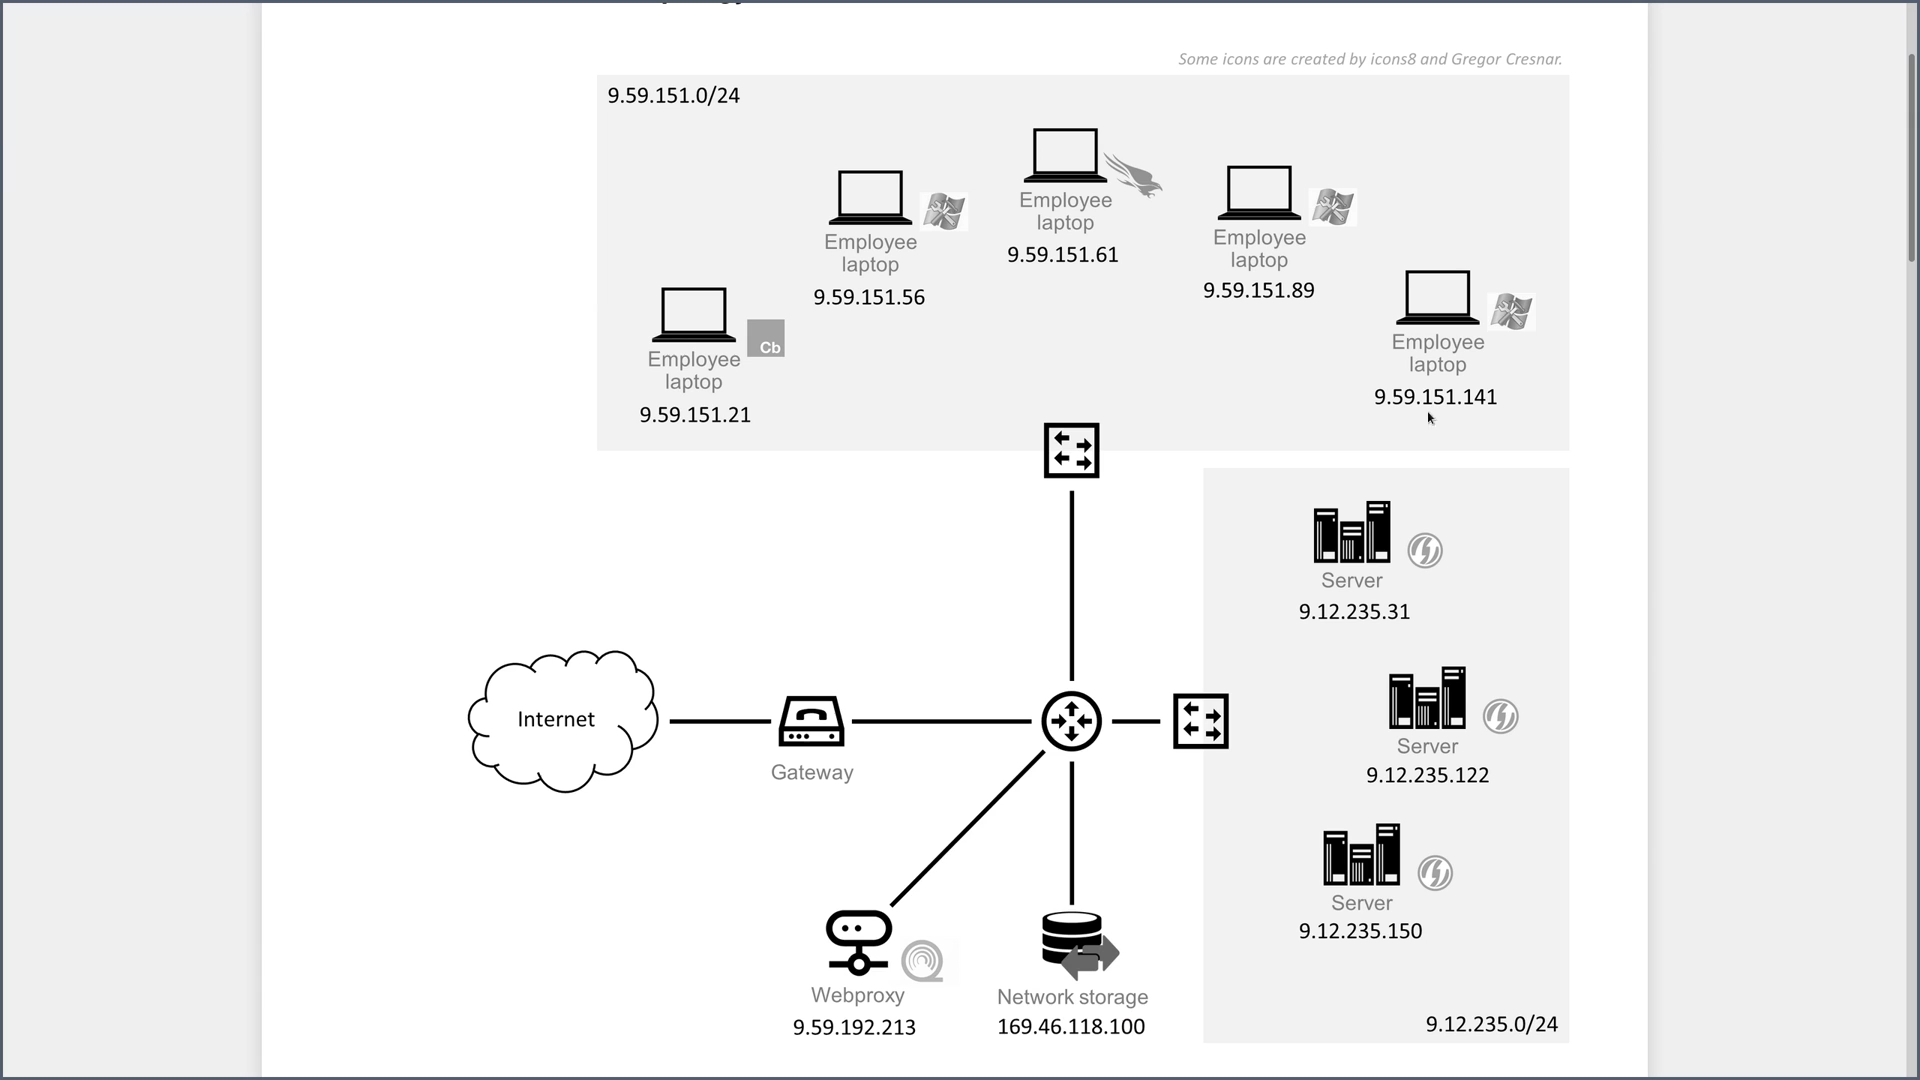 Some icons are created by icons8 and Gregor Cresnar.
9.59.151.0/24
Employee
laptop
9.59.151.61
Employee
laptop
9.59.151.56
Employee
laptop
9.59.151.89
Employee
laptop
9.59.151.141
Cb
Employee
laptop
9.59.151.21
Server
9.12.235.31
Internet
Gateway
Server
9.12.235.122
Server
9.12.235.150
Webproxy
9.59.192.213
Network storage
169.46.118.100
9.12.235.0/24